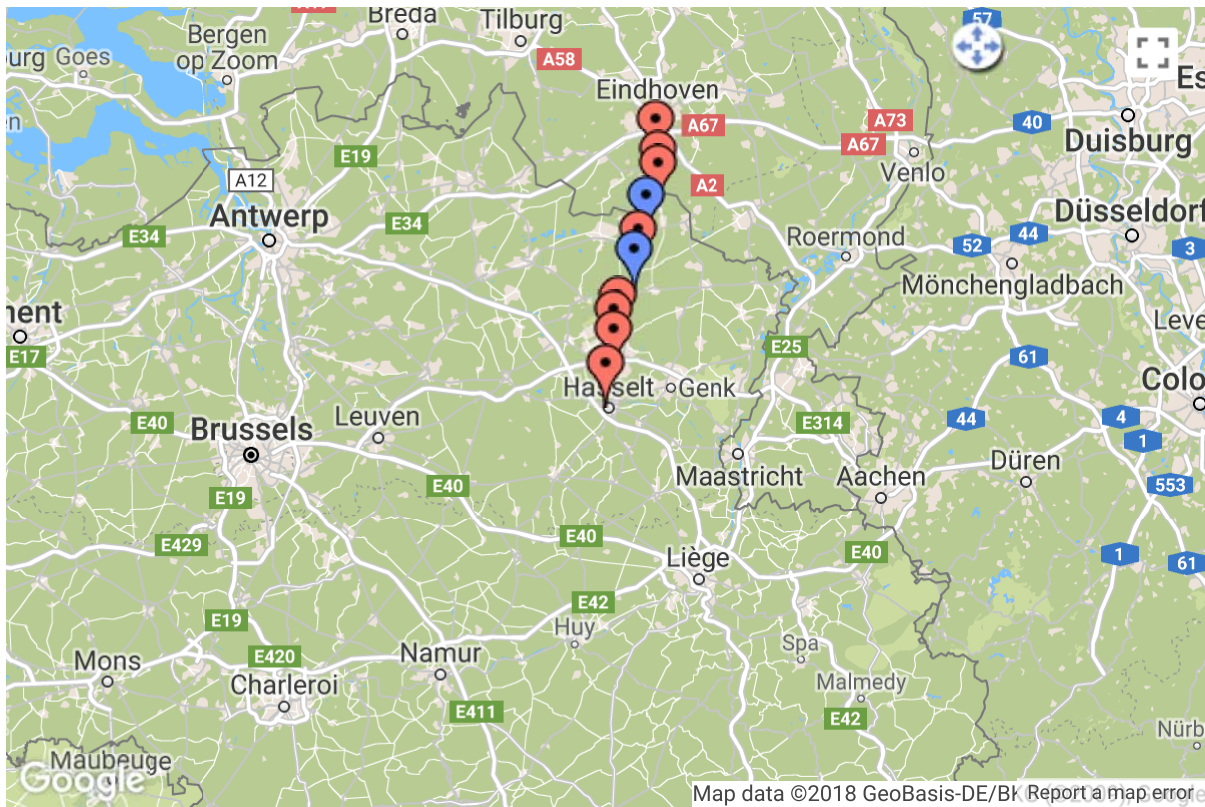 Breda
Tilburg
57
Bergen
op Zoom
Goes
A58
Eindhoven
A67
A73
40
Duisburg
A67
Venlo
E19
A12
A2
Antwerp
E34
E34
Düsseldorf
44
52
3
Roermond
Mönchengladbach
E17
E25
61
Hasselt
Genk
Leuven
E40
Brussels
E314
44
4
1
Maastricht
Aachen
Düren
E40
E19
553
E429
E40
Liège
E40
1
61
E42
E19
Huy
Spa
E420
Mons
Namur
Charleroi
Malmedy
E411
E42
Maubeuge
Google
Map data ©2018 GeoBasis-DE/BK
Report a map error